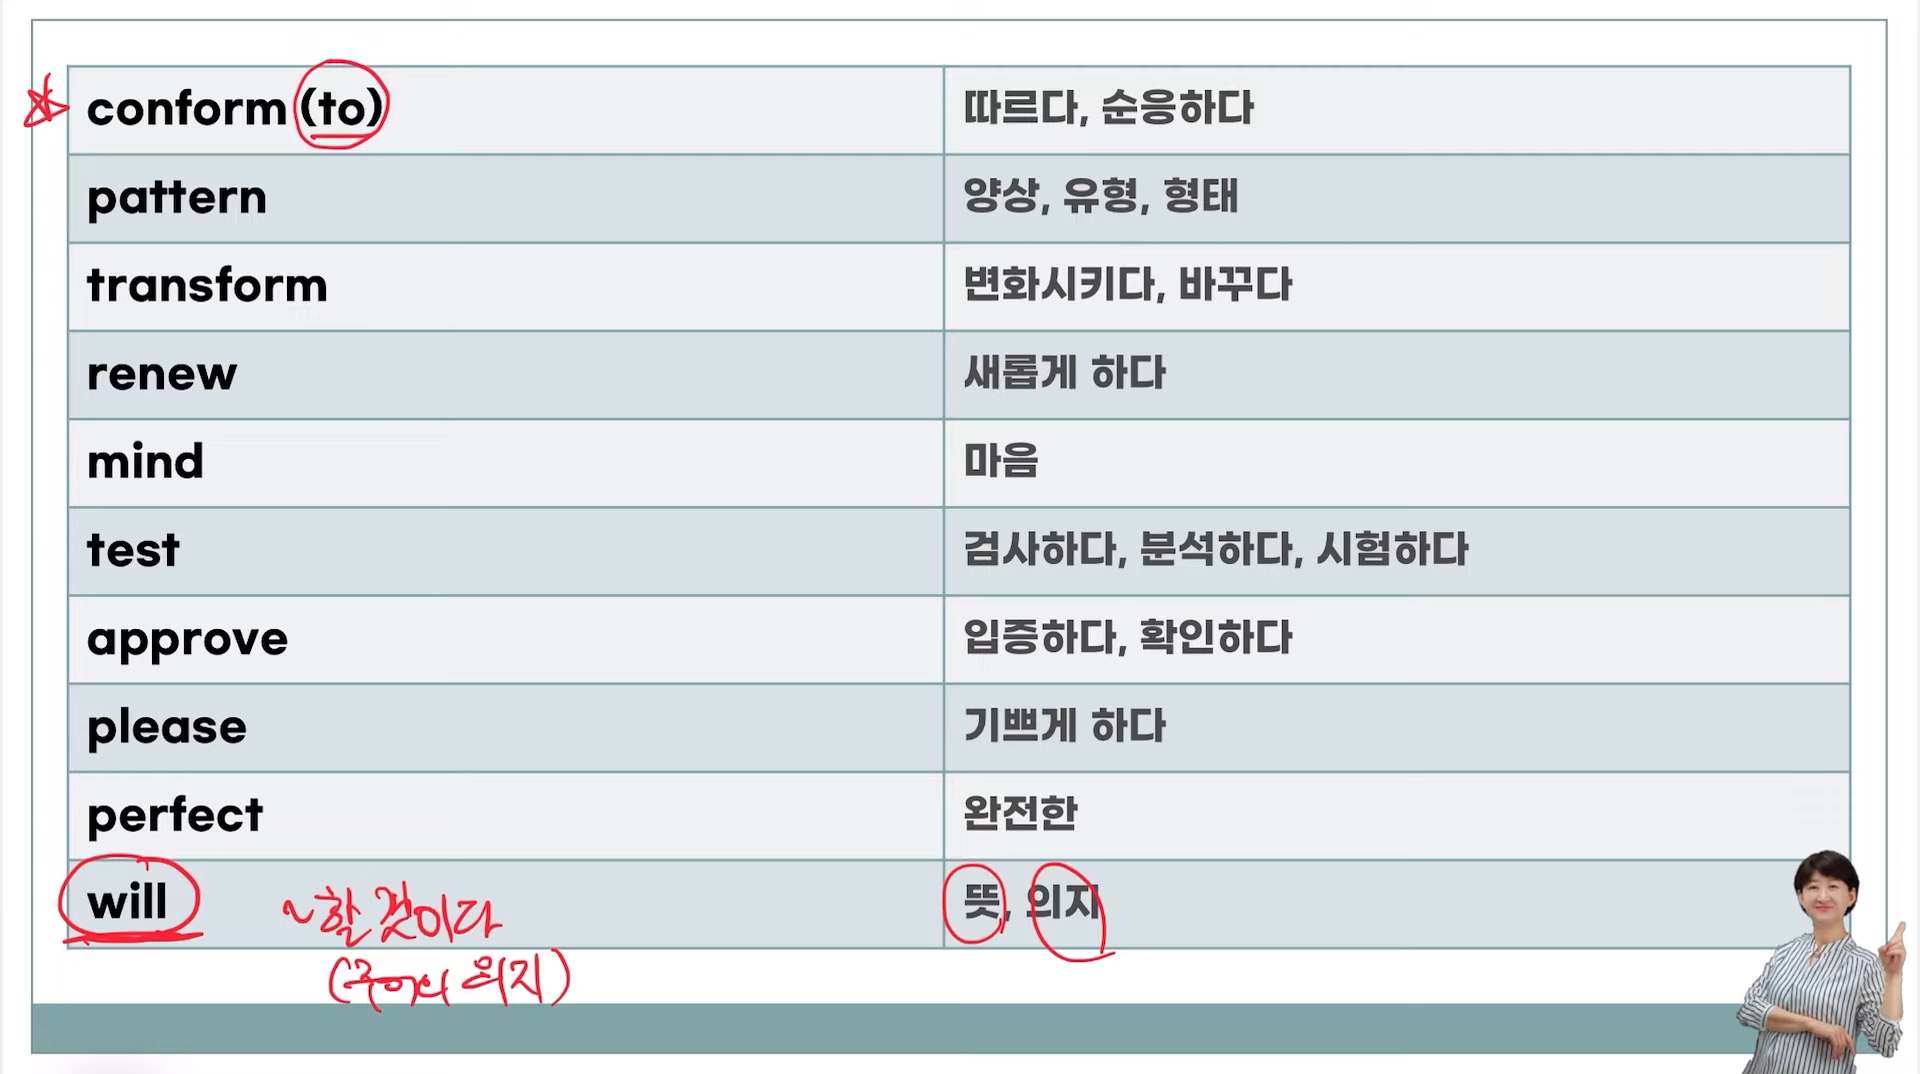 conform (to) 따르다, 순응하다
pattern 양상, 유형, 형태
transform 변화시키다, 바꾸다
renew 새롭게 하다
mind 마음
test 검사하다, 분석하다, 시험하다
approve 입증하다, 확인하다
please 기쁘게 하다
perfect 완전한
will ~할 것이다 뜻, 의지
(주어의 의지)